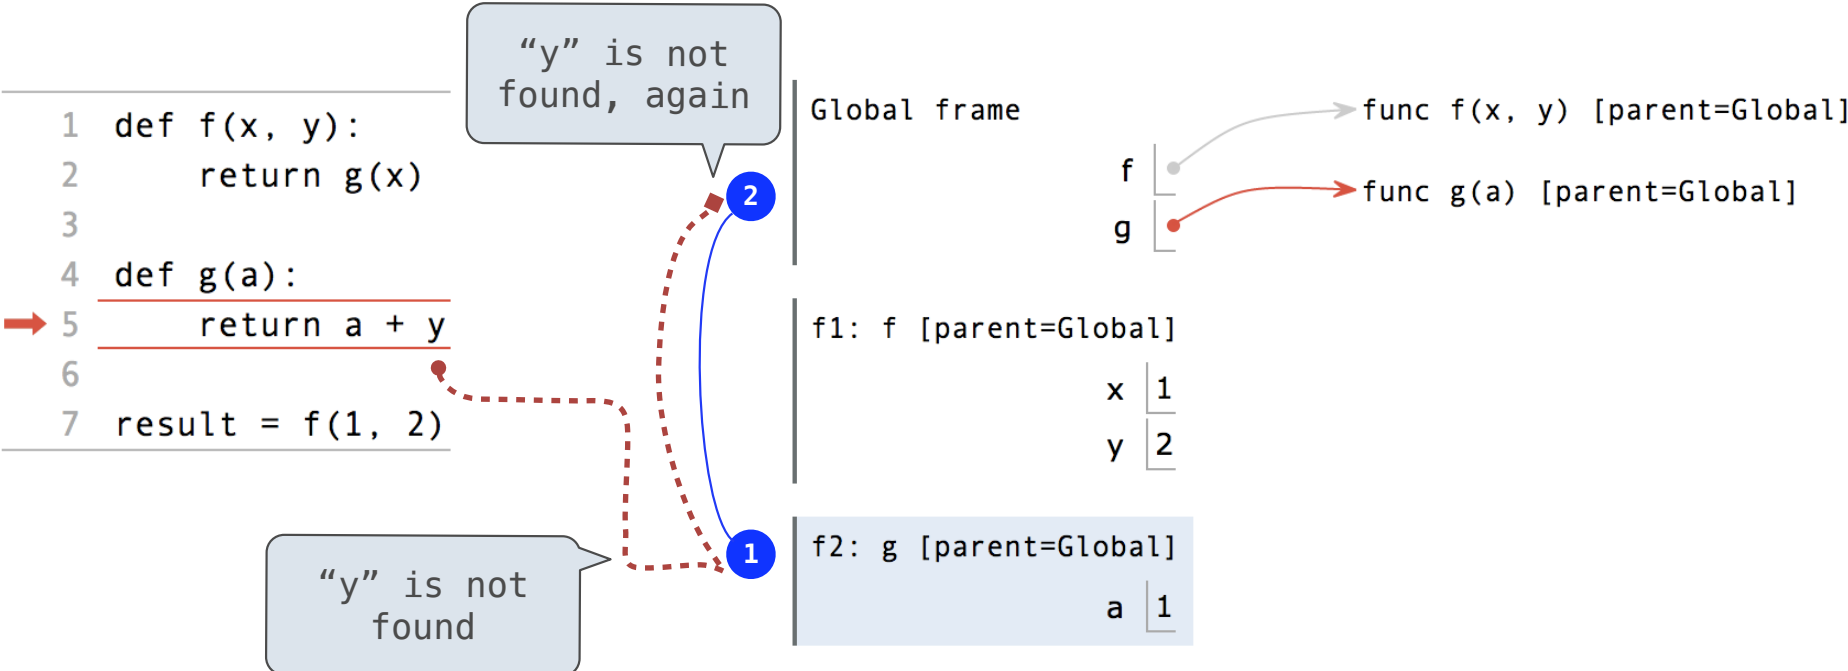 “y” is not
found, again
1 def f(x, y):
2     return g(x)
3
4 def g(a):
5     return a + y
6
7 result = f(1, 2)
“y” is not
found
2
1
Global frame
f
g
func f(x, y) [parent=Global]
func g(a) [parent=Global]
f1: f [parent=Global]
x 1
y 2
f2: g [parent=Global]
a 1